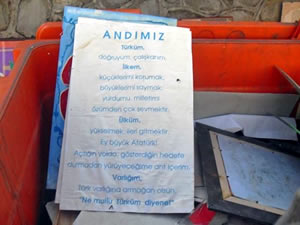 ANDIMIZ
Türküm,
doğruyum, çalışkanım,
İlkem,
küçüklerimi korumak,
büyüklerimi saymak,
yurdumu, milletimi
özümden çok sevmektir.
Ülküm,
yükselmek, ileri gitmektir.
Ey büyük Atatürk!
Açtığın yolda, gösterdiğin hedefe
durmadan yürüyeceğime ant içerim.
Varlığım,
Türk varlığına armağan olsun.
"Ne mutlu Türküm diyene!"